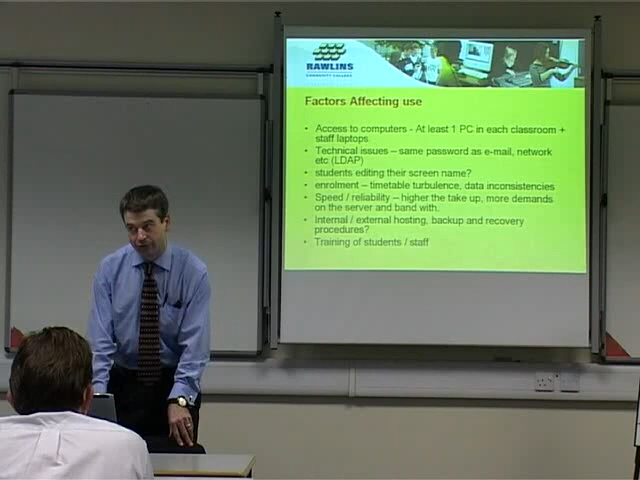 RAWLINS
COMMUNITY COLLEGE
Factors Affecting use
• Access to computers - At least 1 PC in each classroom +
staff laptops.
• Technical issues – same password as e-mail, network
etc (LDAP)
• students editing their screen name?
• enrolment – timetable turbulence, data inconsistencies
• Speed / reliability – higher the take up, more demands
on the server and band with.
• Internal / external hosting, backup and recovery
procedures?
• Training of students / staff